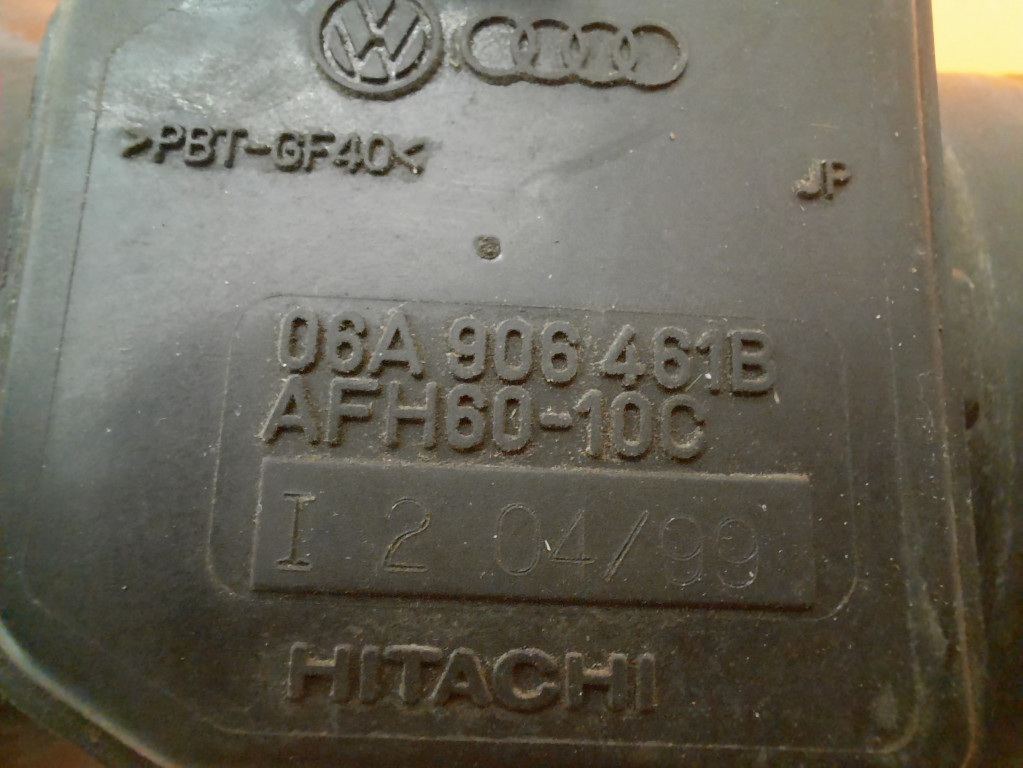 >PBT-GF40<
JP
06A 906 461B
AFH60-10C
I 2 04/99
HITACHI